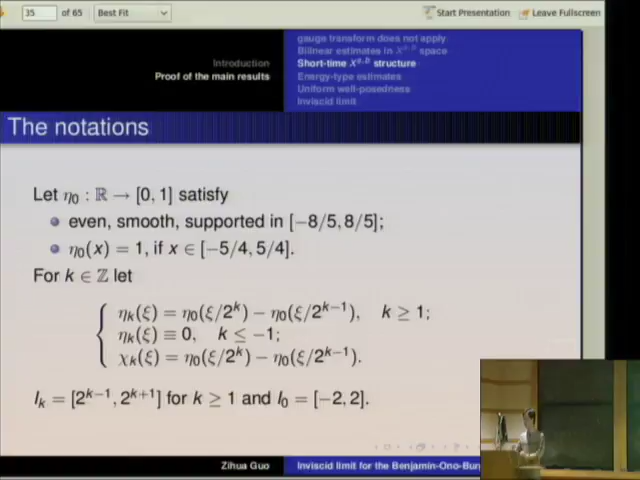 35 of 65 Best Fit Start Presentation Leave Fullscreen
Introduction
Proof of the main results
gauge transform does not apply
Bilinear estimates in X^{s,b} space
Short-time X^{s,b} structure
Energy-type estimates
Uniform well-posedness
Inviscid limit
The notations
Let η₀ : ℝ → [0, 1] satisfy
even, smooth, supported in [−8/5, 8/5];
η₀(x) = 1, if x ∈ [−5/4, 5/4].
For k ∈ ℤ let
η_k(ξ) = η₀(ξ/2^k) − η₀(ξ/2^{k−1}), k ≥ 1;
η_k(ξ) ≡ 0, k ≤ −1;
χ_k(ξ) = η₀(ξ/2^k) − η₀(ξ/2^{k−1}).
I_k = [2^{k−1}, 2^{k+1}] for k ≥ 1 and I₀ = [−2, 2].
Zihua Guo Inviscid limit for the Benjamin-Ono-Burg